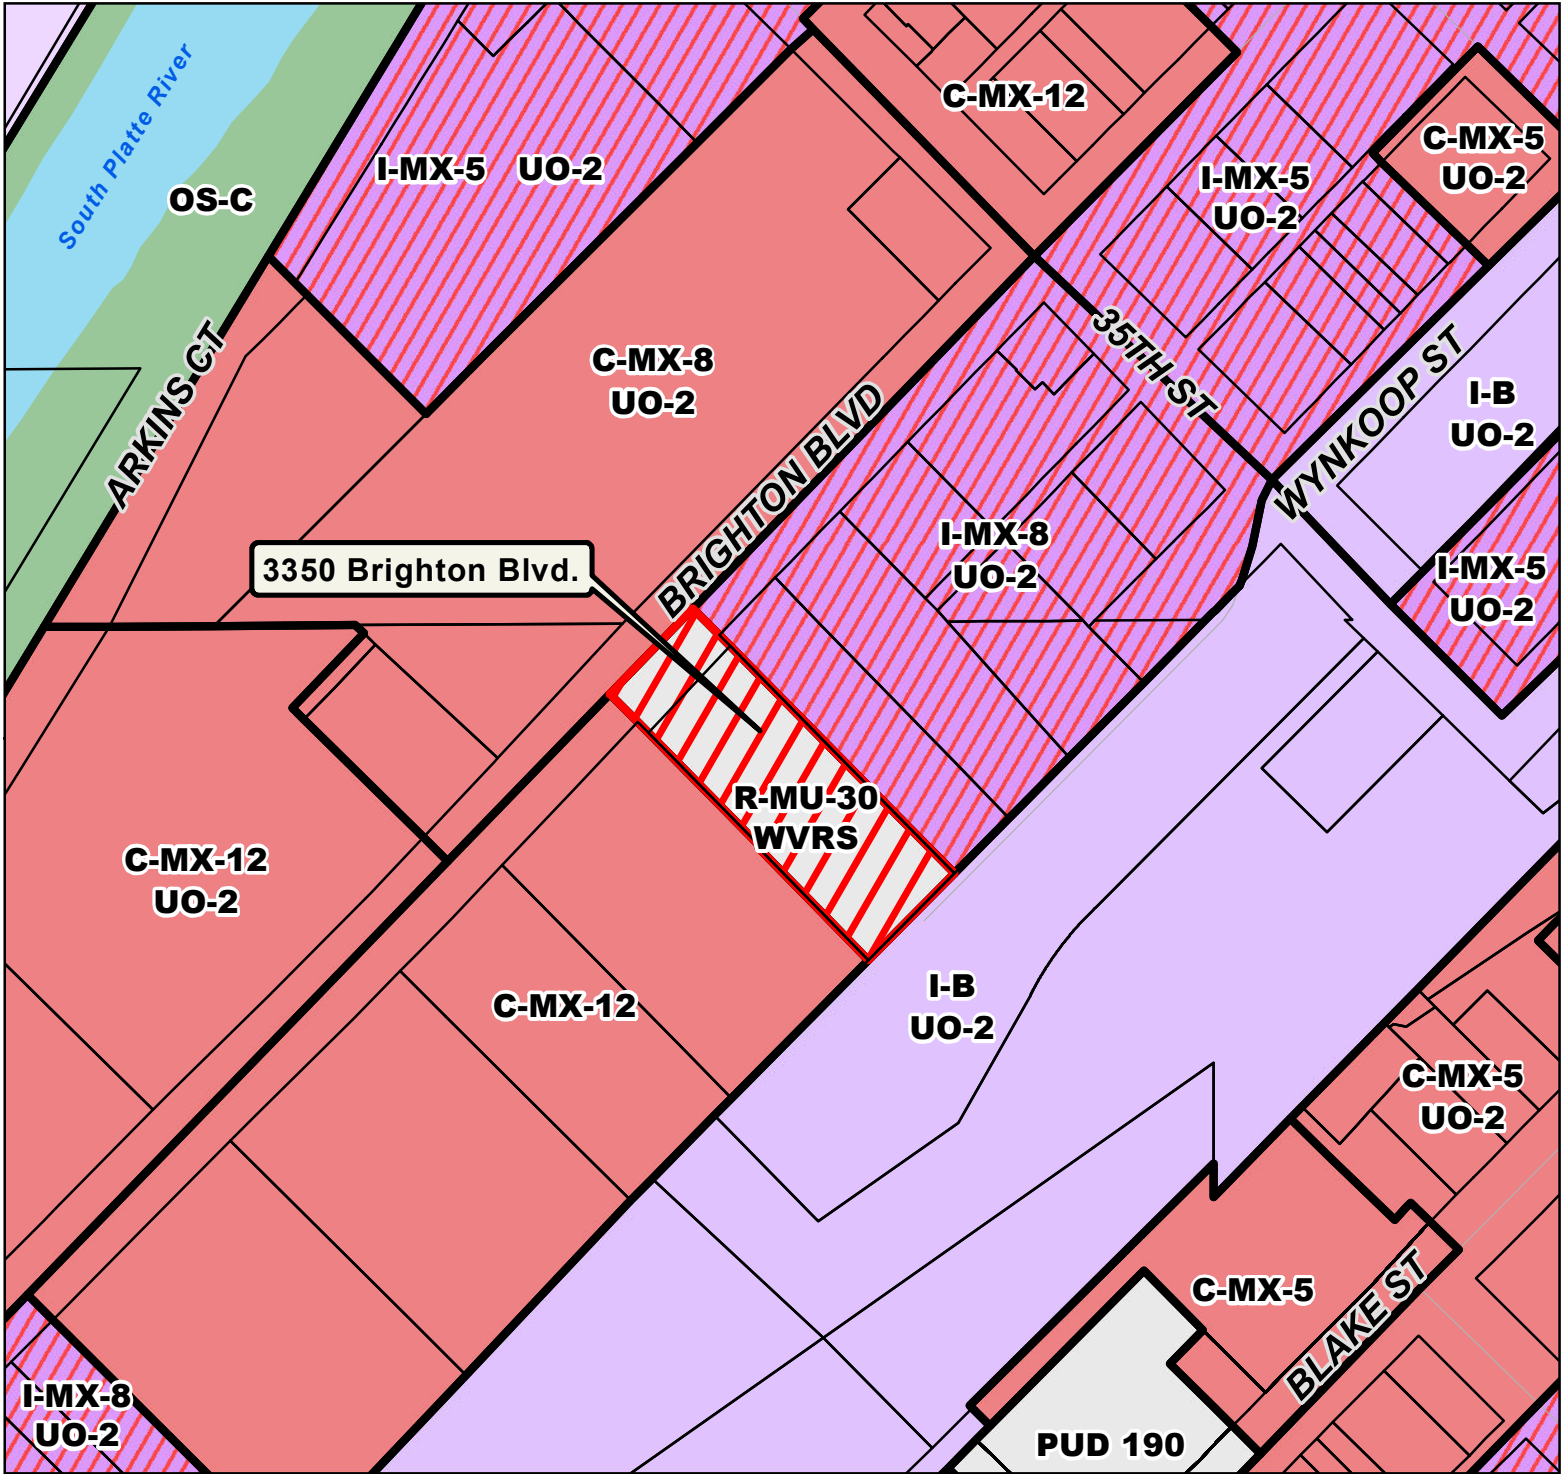 C-MX-12
C-MX-5
UO-2
I-MX-5 UO-2
I-MX-5
UO-2
South Platte River
OS-C
35TH ST
WYNKOOP ST
C-MX-8
UO-2
I-B
UO-2
ARKINS CT
BRIGHTON BLVD
I-MX-8
UO-2
3350 Brighton Blvd.
I-MX-5
UO-2
R-MU-30
WVRS
C-MX-12
UO-2
C-MX-12
I-B
UO-2
C-MX-5
UO-2
C-MX-5
BLAKE ST
I-MX-8
UO-2
PUD 190